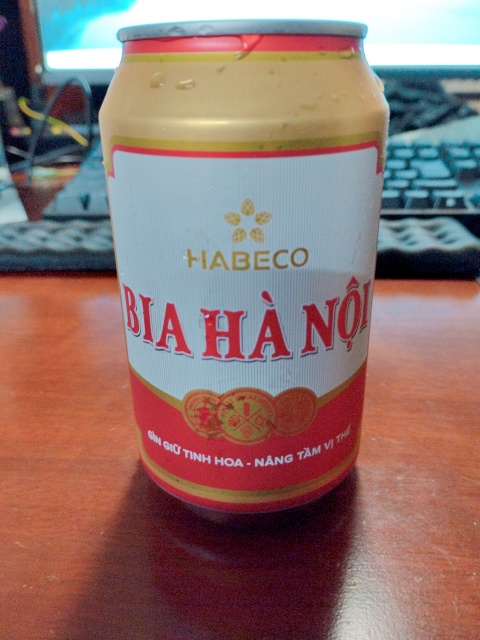 HABECO
BIA HÀ NỘI
GÌN GIỮ TINH HOA - NÂNG TẦM VỊ THẾ